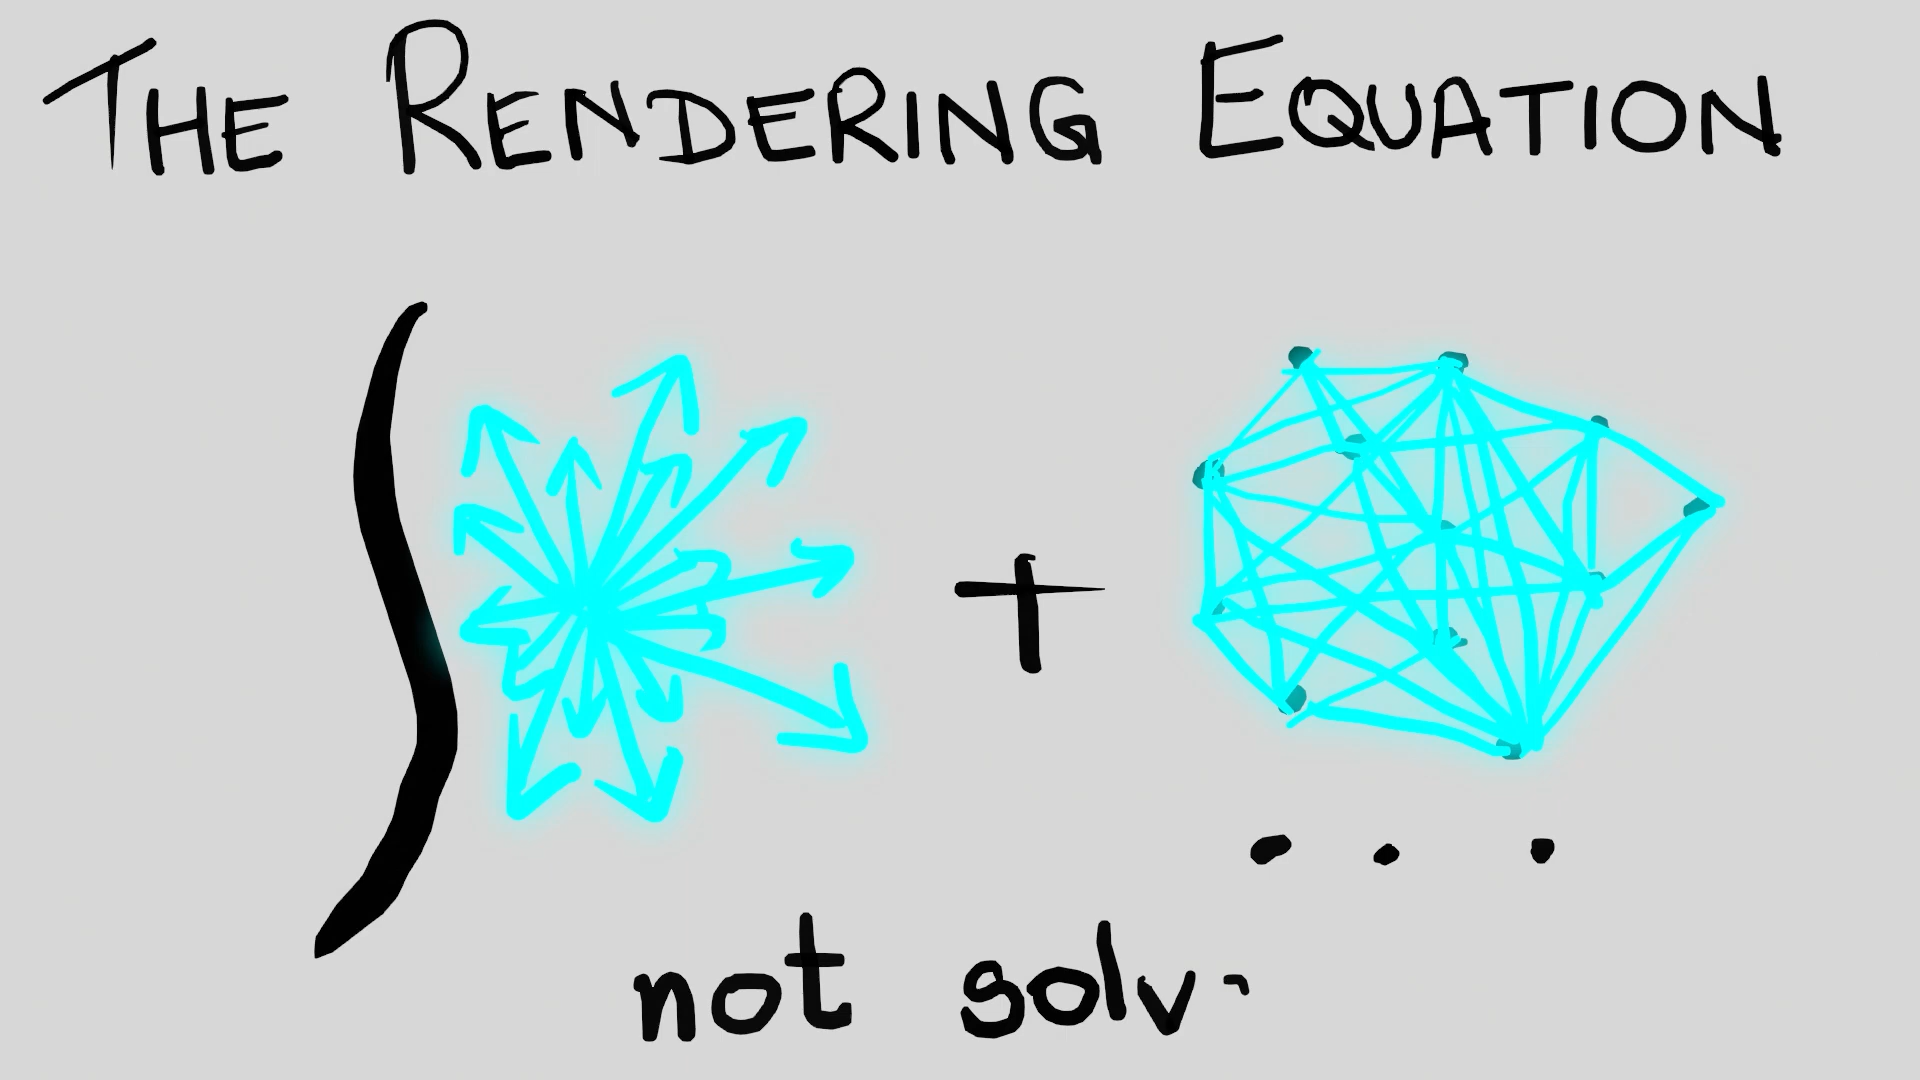 THE RENDERING EQUATION
∫ +
. . .
not solv